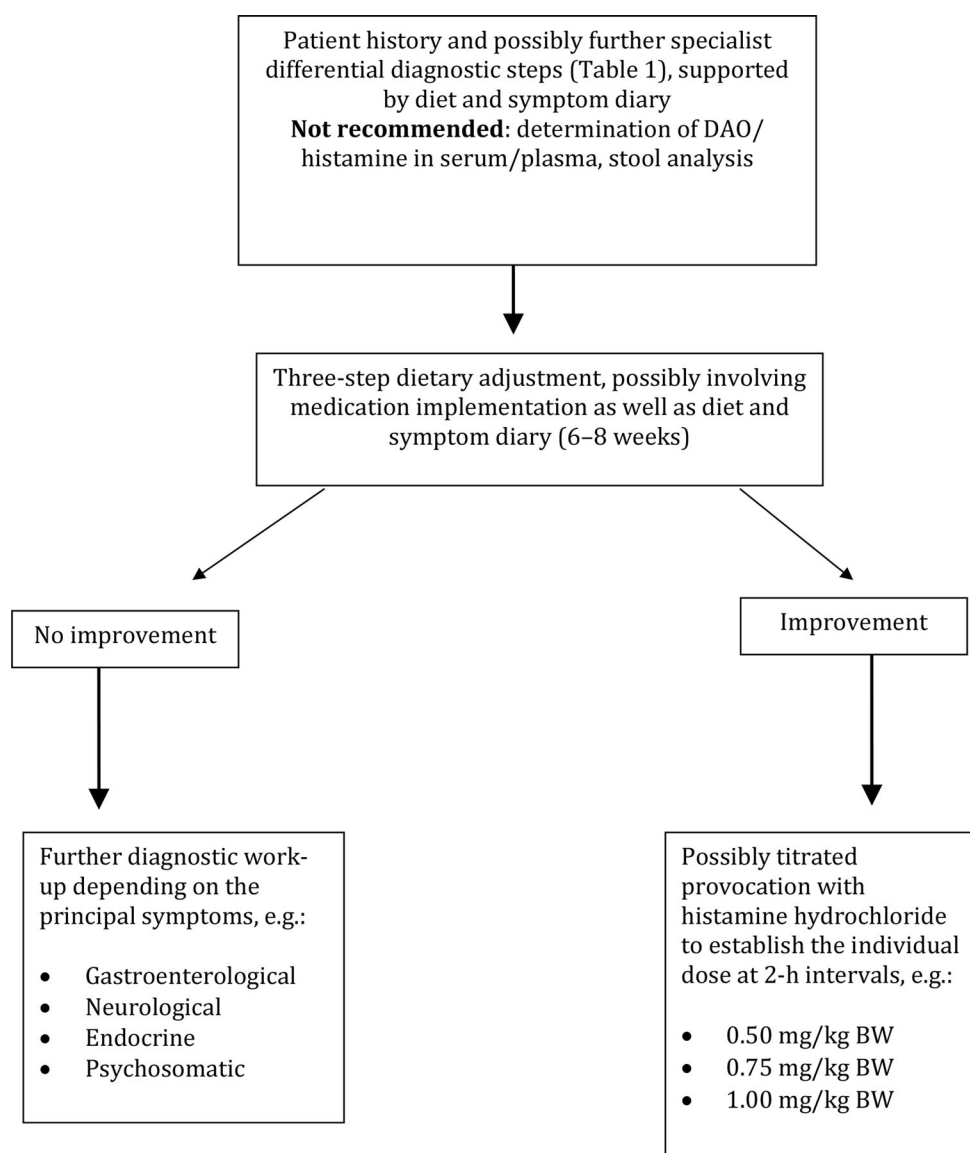 Patient history and possibly further specialist
differential diagnostic steps (Table 1), supported
by diet and symptom diary
Not recommended: determination of DAO/
histamine in serum/plasma, stool analysis
Three-step dietary adjustment, possibly involving
medication implementation as well as diet and
symptom diary (6–8 weeks)
No improvement
Improvement
Further diagnostic work-
up depending on the
principal symptoms, e.g.:
• Gastroenterological
• Neurological
• Endocrine
• Psychosomatic
Possibly titrated
provocation with
histamine hydrochloride
to establish the individual
dose at 2-h intervals, e.g.:
• 0.50 mg/kg BW
• 0.75 mg/kg BW
• 1.00 mg/kg BW